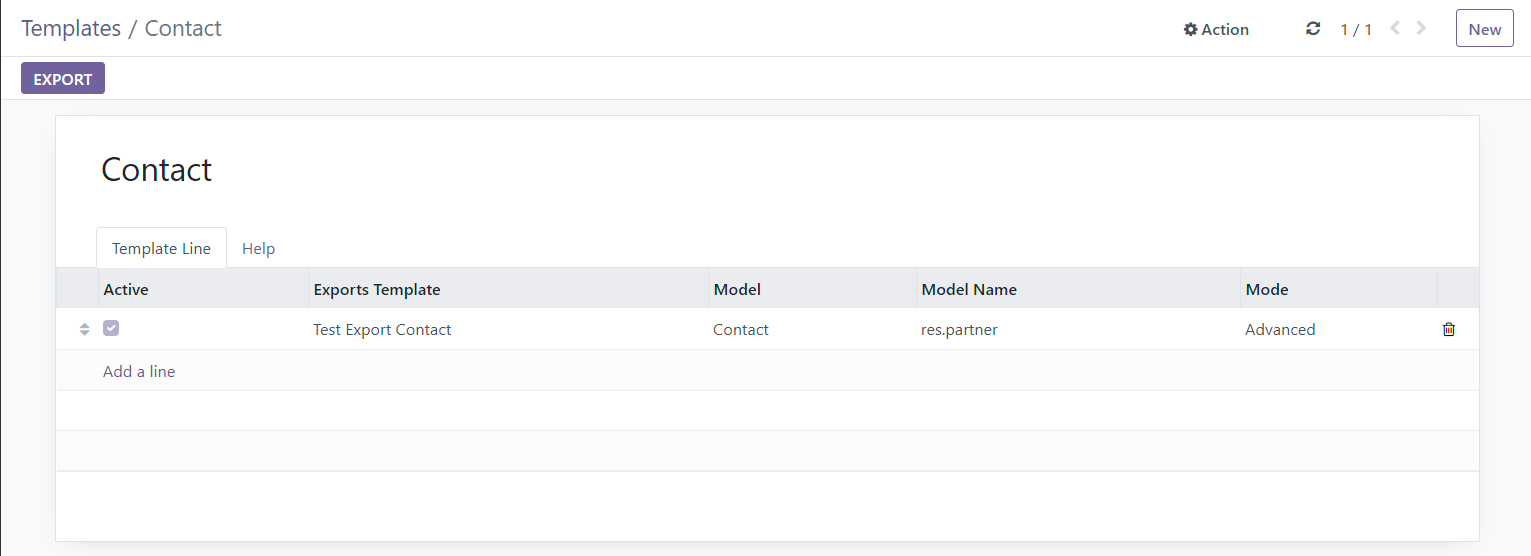 Templates / Contact
Action
1 / 1
New
EXPORT
Contact
Template Line
Help
Active Exports Template Model Model Name Mode
Test Export Contact Contact res.partner Advanced
Add a line